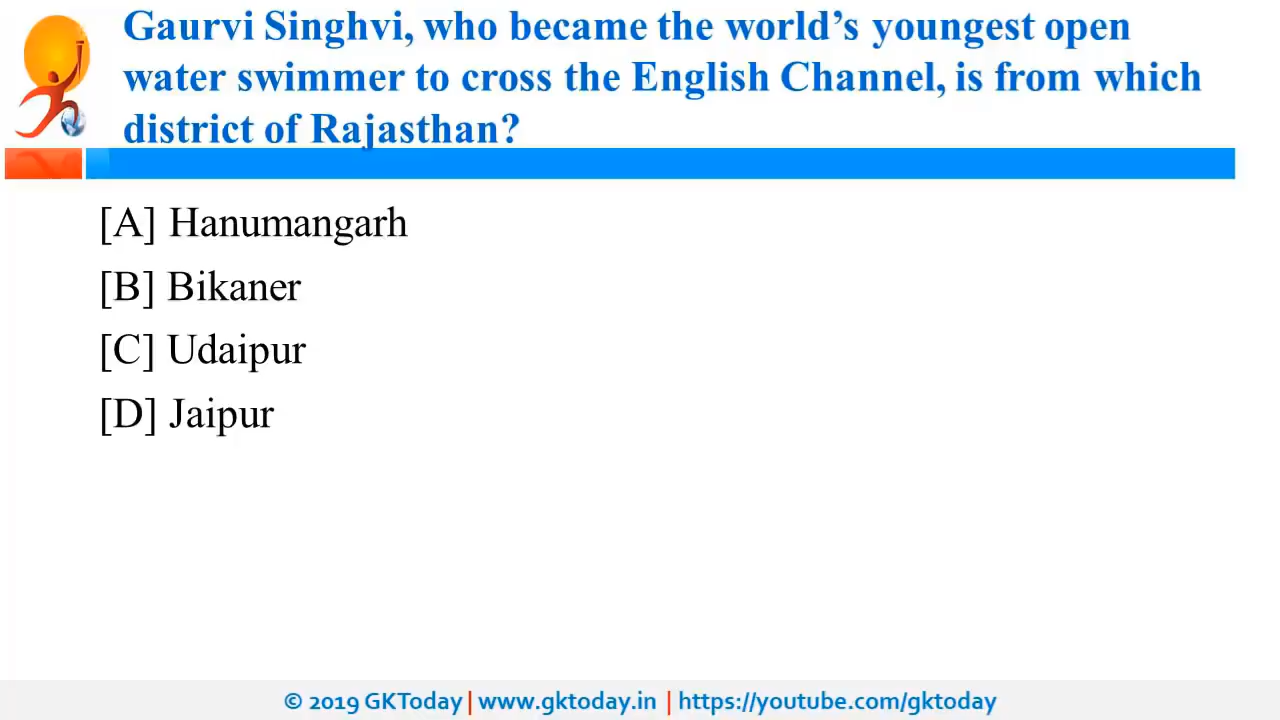 Gaurvi Singhvi, who became the world’s youngest open
water swimmer to cross the English Channel, is from which
district of Rajasthan?
[A] Hanumangarh
[B] Bikaner
[C] Udaipur
[D] Jaipur
© 2019 GKToday | www.gktoday.in | https://youtube.com/gktoday